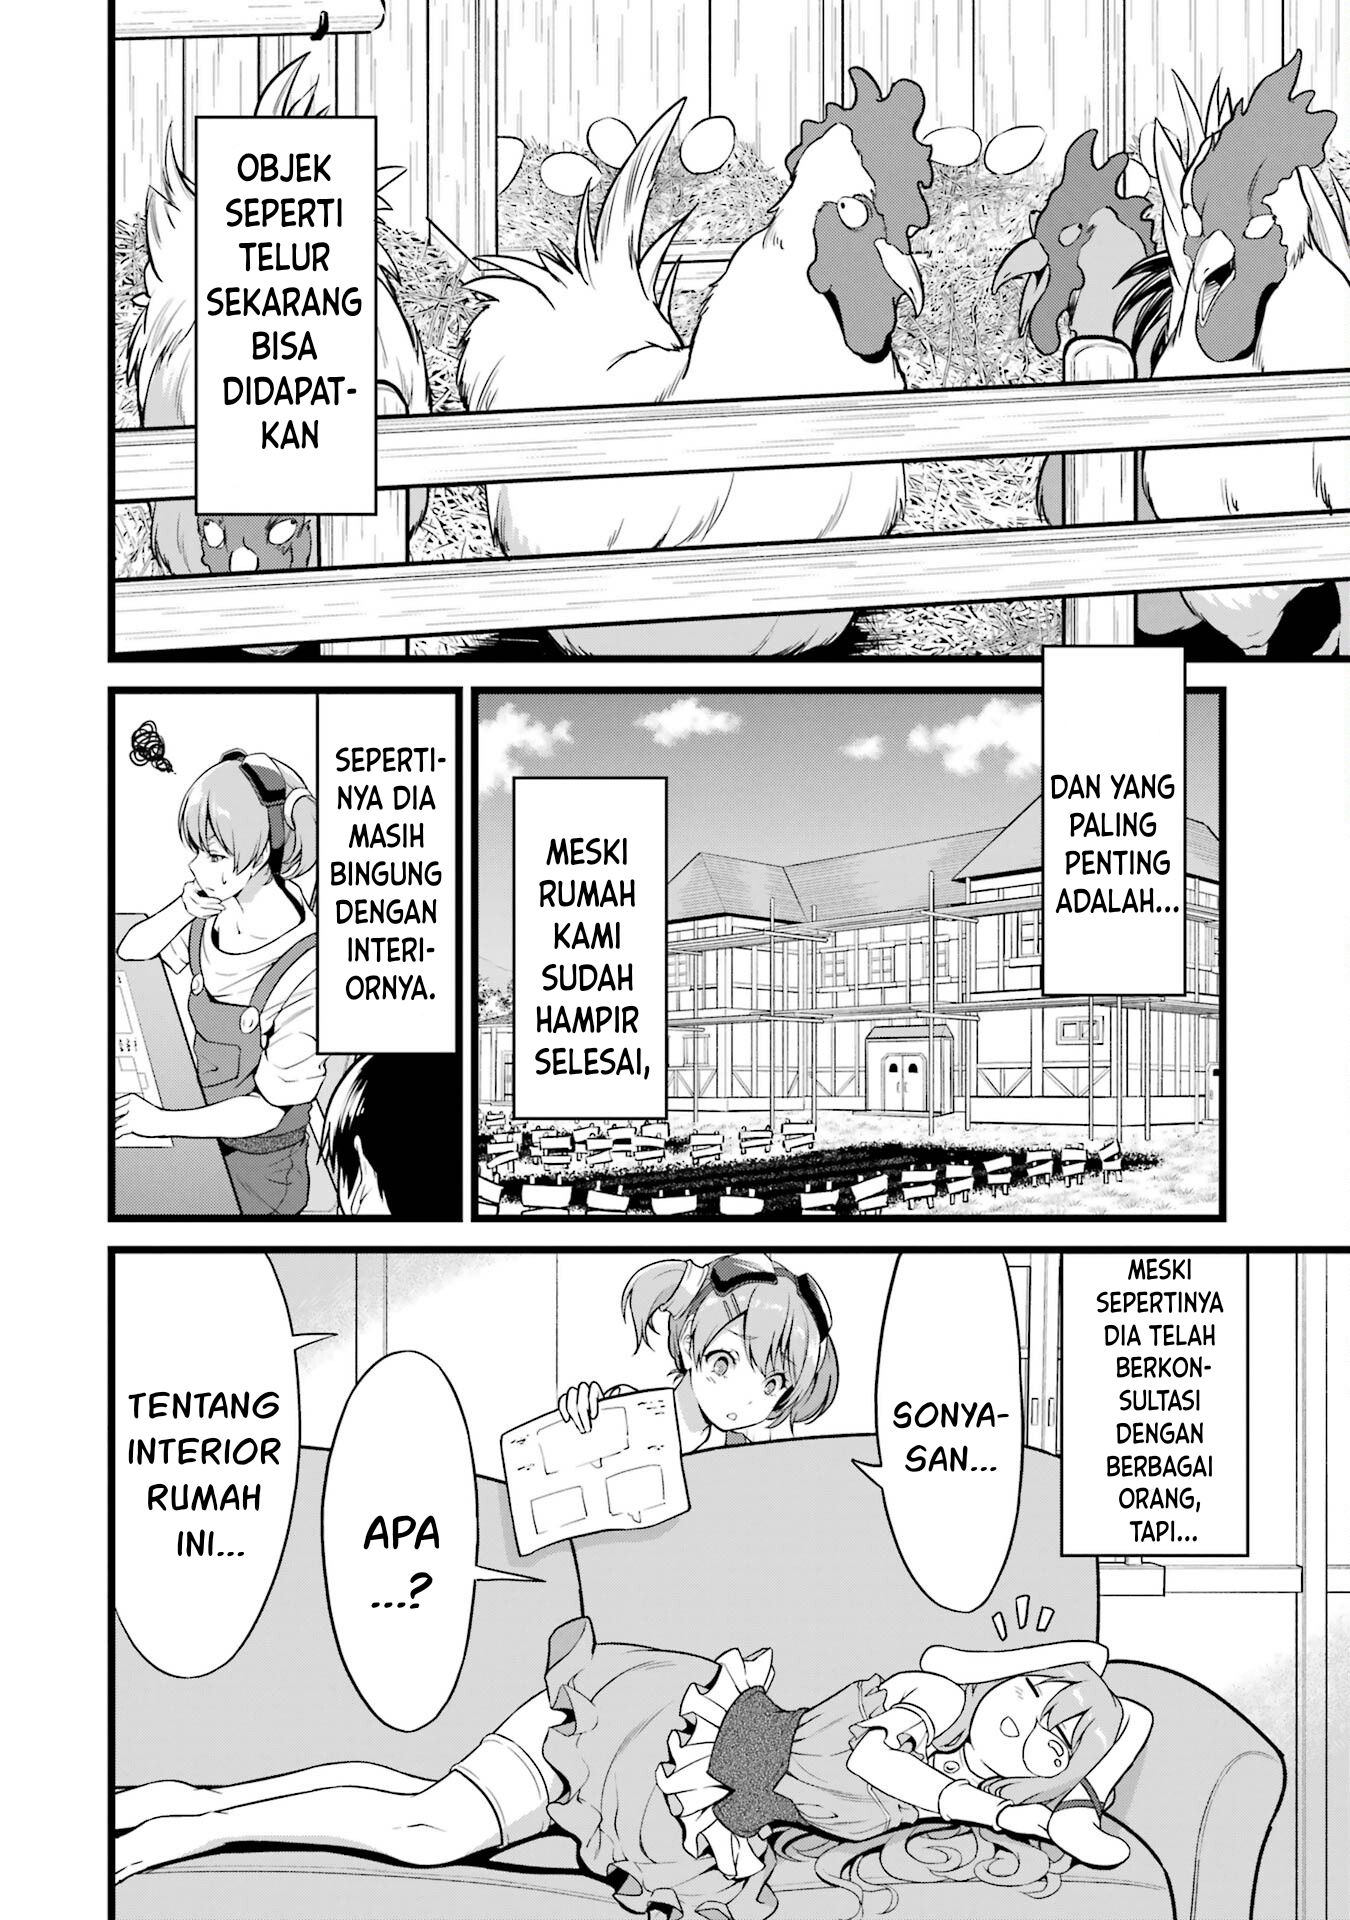 OBJEK
SEPERTI
TELUR
SEKARANG
BISA
DIDAPAT-
KAN
DAN YANG
PALING
PENTING
ADALAH...
MESKI
RUMAH
KAMI
SUDAH
HAMPIR
SELESAI,
SEPERTI-
NYA DIA
MASIH
BINGUNG
DENGAN
INTERI-
ORNYA.
MESKI
SEPERTINYA
DIA TELAH
BERKON-
SULTASI
DENGAN
BERBAGAI
ORANG,
TAPI...
SONYA-
SAN...
APA
...?
TENTANG
INTERIOR
RUMAH
INI...